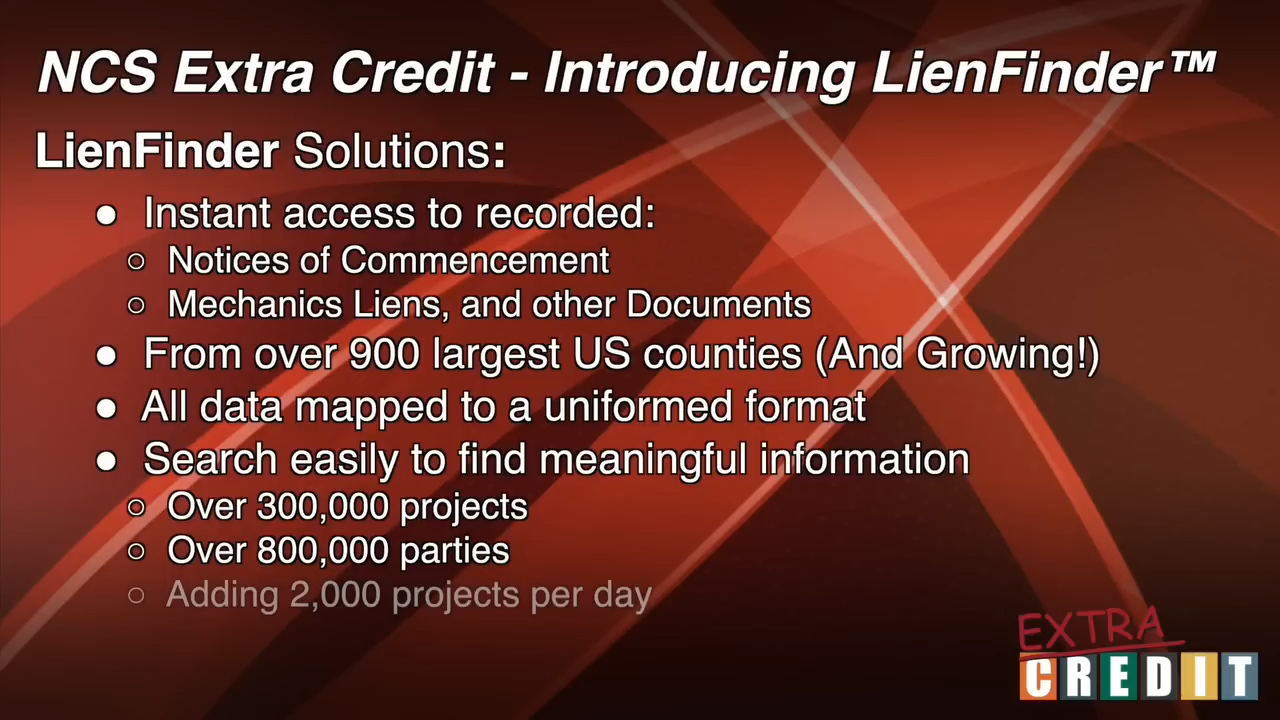 NCS Extra Credit - Introducing LienFinder™
LienFinder Solutions:
● Instant access to recorded:
○ Notices of Commencement
○ Mechanics Liens, and other Documents
● From over 900 largest US counties (And Growing!)
● All data mapped to a uniformed format
● Search easily to find meaningful information
○ Over 300,000 projects
○ Over 800,000 parties
○ Adding 2,000 projects per day
EXTRA
CREDIT